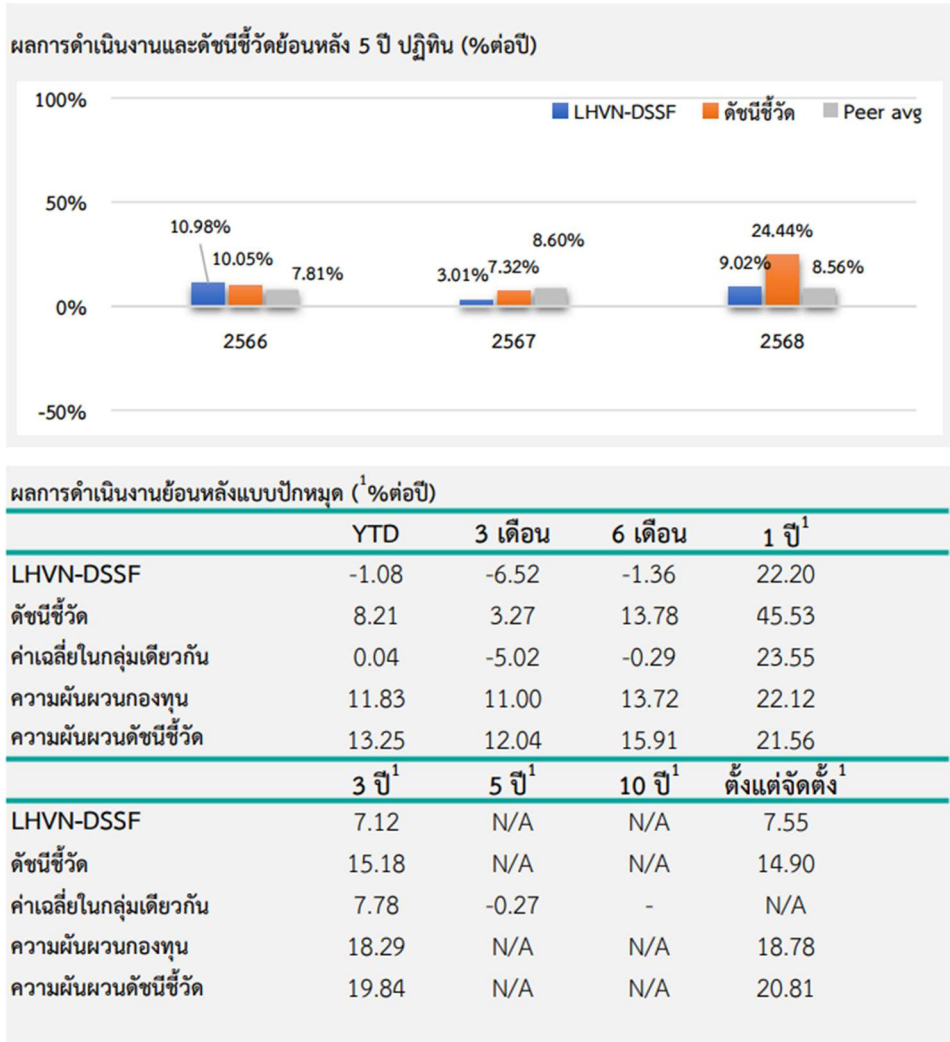 ผลการดำเนินงานและดัชนีชี้วัดย้อนหลัง 5 ปี ปฏิทิน (%ต่อปี)
100%
LHVN-DSSF ดัชนีชี้วัด Peer avg
50%
10.98% 10.05% 7.81% 3.01% 7.32% 8.60% 9.02% 24.44% 8.56%
0%
2566 2567 2568
-50%
ผลการดำเนินงานย้อนหลังแบบปักหมุด (1%ต่อปี)
YTD 3 เดือน 6 เดือน 1 ปี1
LHVN-DSSF -1.08 -6.52 -1.36 22.20
ดัชนีชี้วัด 8.21 3.27 13.78 45.53
ค่าเฉลี่ยในกลุ่มเดียวกัน 0.04 -5.02 -0.29 23.55
ความผันผวนกองทุน 11.83 11.00 13.72 22.12
ความผันผวนดัชนีชี้วัด 13.25 12.04 15.91 21.56
3 ปี1 5 ปี1 10 ปี1 ตั้งแต่จัดตั้ง1
LHVN-DSSF 7.12 N/A N/A 7.55
ดัชนีชี้วัด 15.18 N/A N/A 14.90
ค่าเฉลี่ยในกลุ่มเดียวกัน 7.78 -0.27 - N/A
ความผันผวนกองทุน 18.29 N/A N/A 18.78
ความผันผวนดัชนีชี้วัด 19.84 N/A N/A 20.81